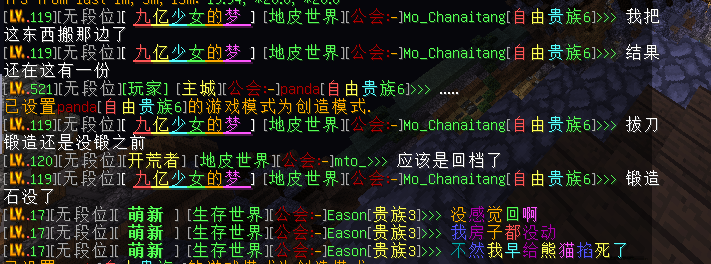 [LV..119][无段位][ 九亿少女的梦 ] [地皮世界][公会:-]Mo_Chanaitang[自由贵族6]>>> 我把
这东西搬那边了
[LV..119][无段位][ 九亿少女的梦 ] [地皮世界][公会:-]Mo_Chanaitang[自由贵族6]>>> 结果
还在这有一份
[LV..521][无段位][玩家] [主城][公会:-]panda[自由贵族6]>>> .....
已设置panda[自由贵族6]的游戏模式为创造模式.
[LV..119][无段位][ 九亿少女的梦 ] [地皮世界][公会:-]Mo_Chanaitang[自由贵族6]>>> 拔刀
锻造还是没锻之前
[LV..120][无段位][开荒者] [地皮世界][公会:-]mto_>>> 应该是回档了
[LV..119][无段位][ 九亿少女的梦 ] [地皮世界][公会:-]Mo_Chanaitang[自由贵族6]>>> 锻造
石没了
[LV..17][无段位][ 萌新 ] [生存世界][公会:-]Eason[贵族3]>>> 没感觉回啊
[LV..17][无段位][ 萌新 ] [生存世界][公会:-]Eason[贵族3]>>> 我房子都没动
[LV..17][无段位][ 萌新 ] [生存世界][公会:-]Eason[贵族3]>>> 不然我早给熊猫掐死了